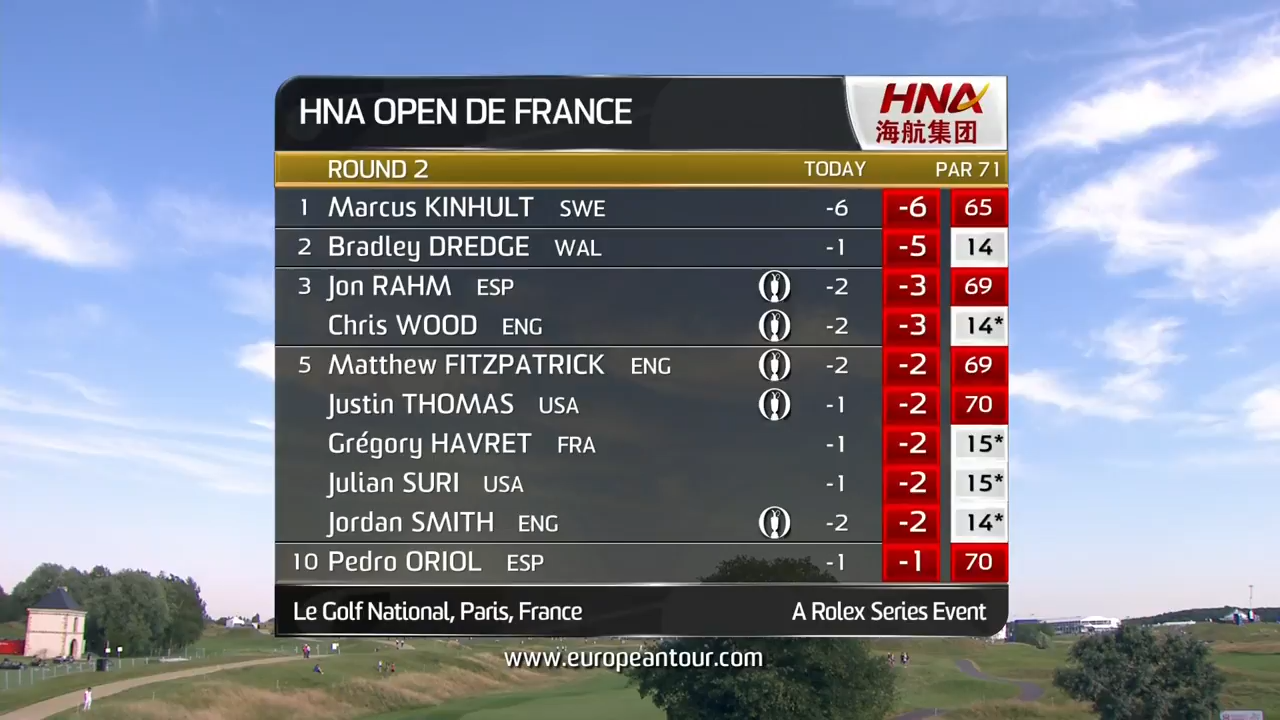 HNA OPEN DE FRANCE
HNA
海航集团
ROUND 2 TODAY PAR 71
1 Marcus KINHULT SWE -6 -6 65
2 Bradley DREDGE WAL -1 -5 14
3 Jon RAHM ESP -2 -3 69
Chris WOOD ENG -2 -3 14*
5 Matthew FITZPATRICK ENG -2 -2 69
Justin THOMAS USA -1 -2 70
Grégory HAVRET FRA -1 -2 15*
Julian SURI USA -1 -2 15*
Jordan SMITH ENG -2 -2 14*
10 Pedro ORIOL ESP -1 -1 70
Le Golf National, Paris, France A Rolex Series Event
www.europeantour.com